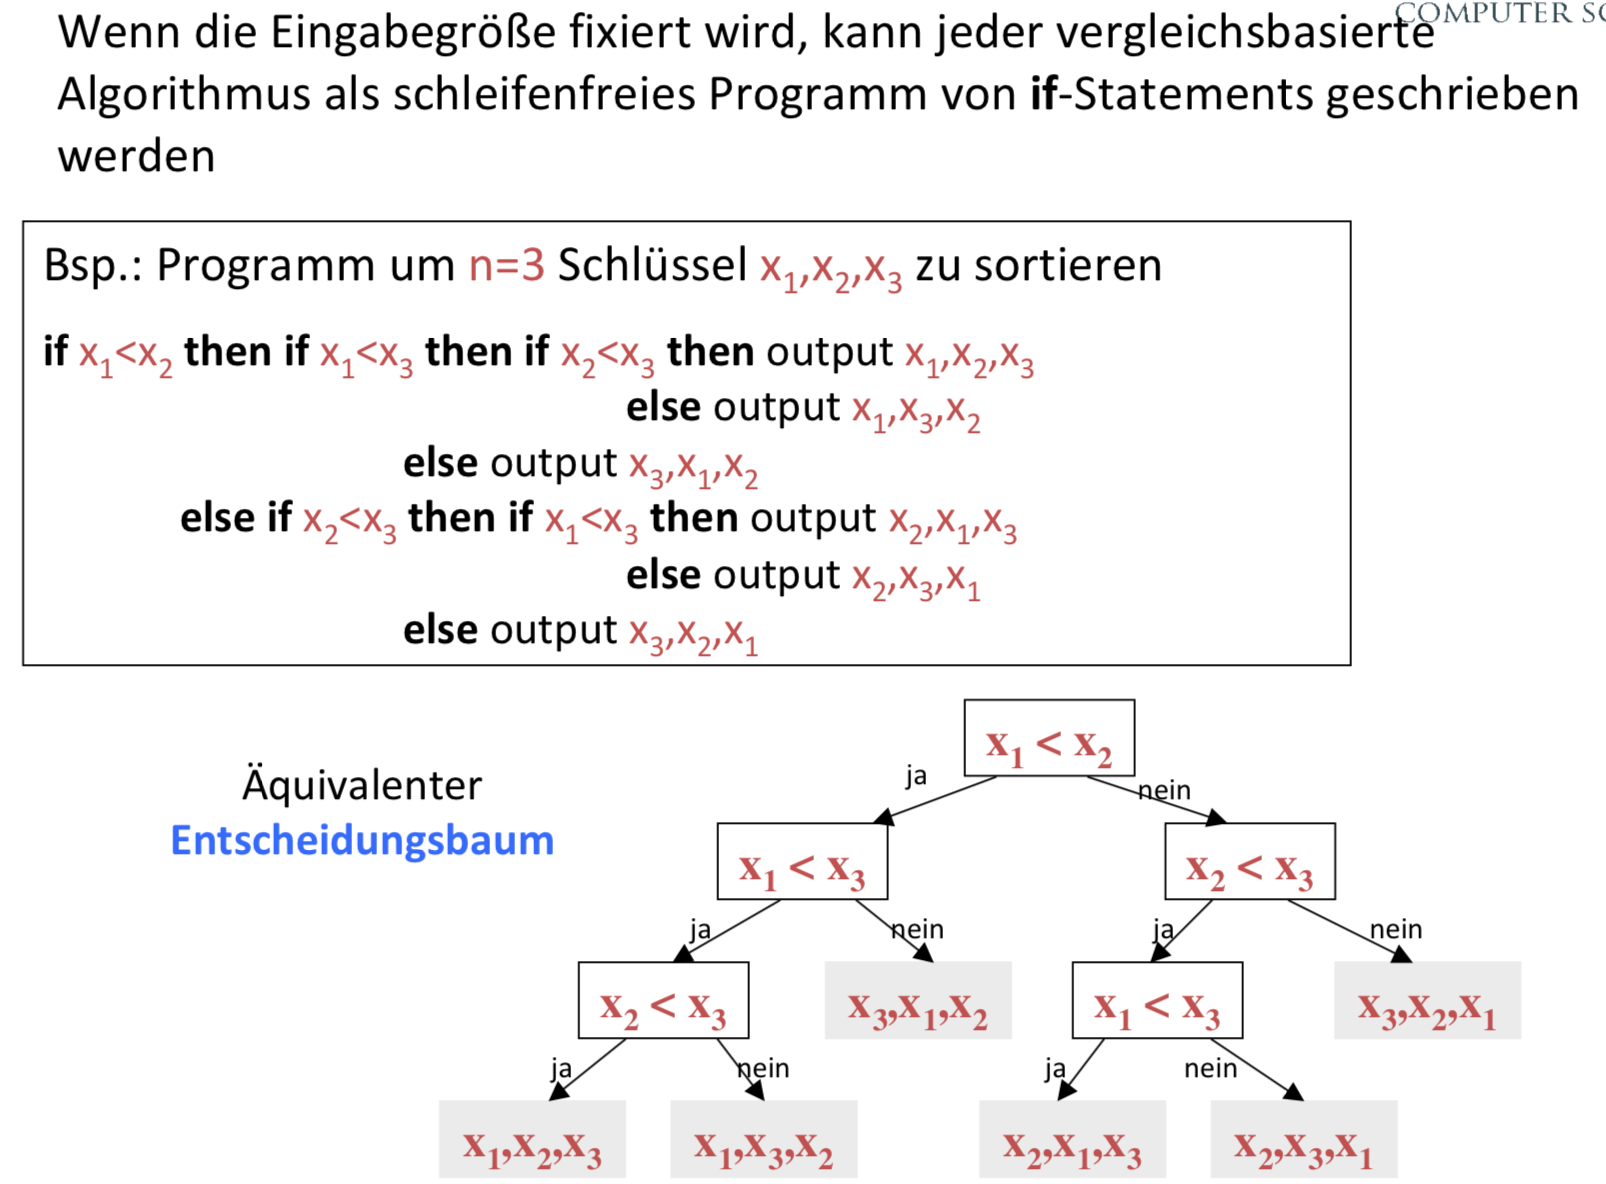 COMPUTER SC
Wenn die Eingabegröße fixiert wird, kann jeder vergleichsbasierte
Algorithmus als schleifenfreies Programm von if-Statements geschrieben
werden
Bsp.: Programm um n=3 Schlüssel x₁,x₂,x₃ zu sortieren
if x₁<x₂ then if x₁<x₃ then if x₂<x₃ then output x₁,x₂,x₃
else output x₁,x₃,x₂
else output x₃,x₁,x₂
else if x₂<x₃ then if x₁<x₃ then output x₂,x₁,x₃
else output x₂,x₃,x₁
else output x₃,x₂,x₁
Äquivalenter
Entscheidungsbaum
x₁ < x₂
ja
nein
x₁ < x₃
x₂ < x₃
ja
nein
ja
nein
x₂ < x₃
x₃,x₁,x₂
x₁ < x₃
x₃,x₂,x₁
ja
nein
ja
nein
x₁,x₂,x₃
x₁,x₃,x₂
x₂,x₁,x₃
x₂,x₃,x₁